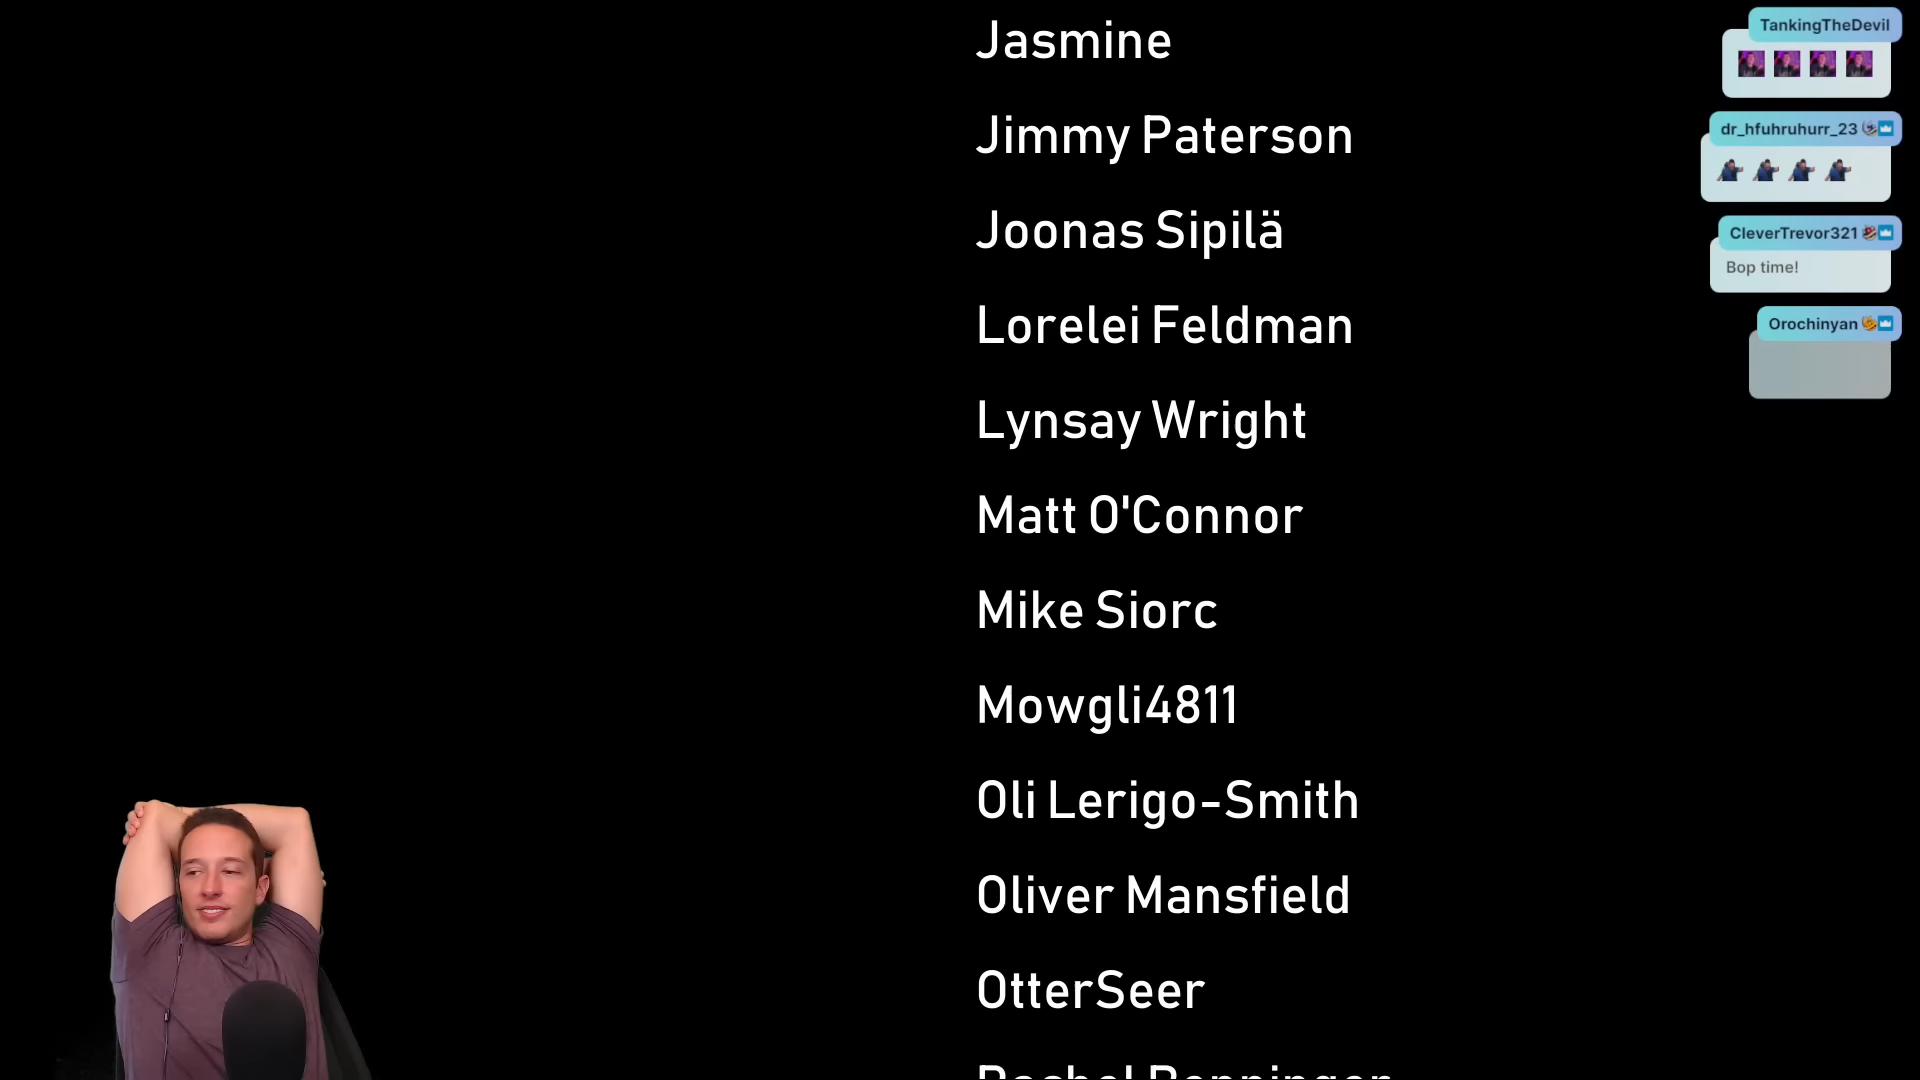 Jasmine
Jimmy Paterson
Joonas Sipilä
Lorelei Feldman
Lynsay Wright
Matt O'Connor
Mike Siorc
Mowgli4811
Oli Lerigo-Smith
Oliver Mansfield
OtterSeer
TankingTheDevil
dr_hfuhruhurr_23
CleverTrevor321
Bop time!
Orochinyan